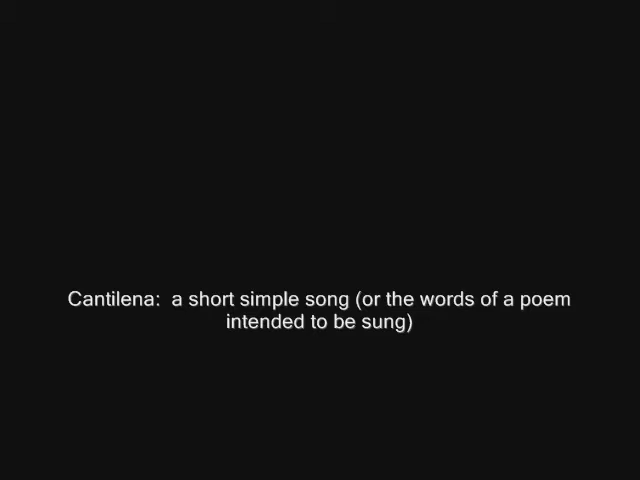 Cantilena:  a short simple song (or the words of a poem
intended to be sung)